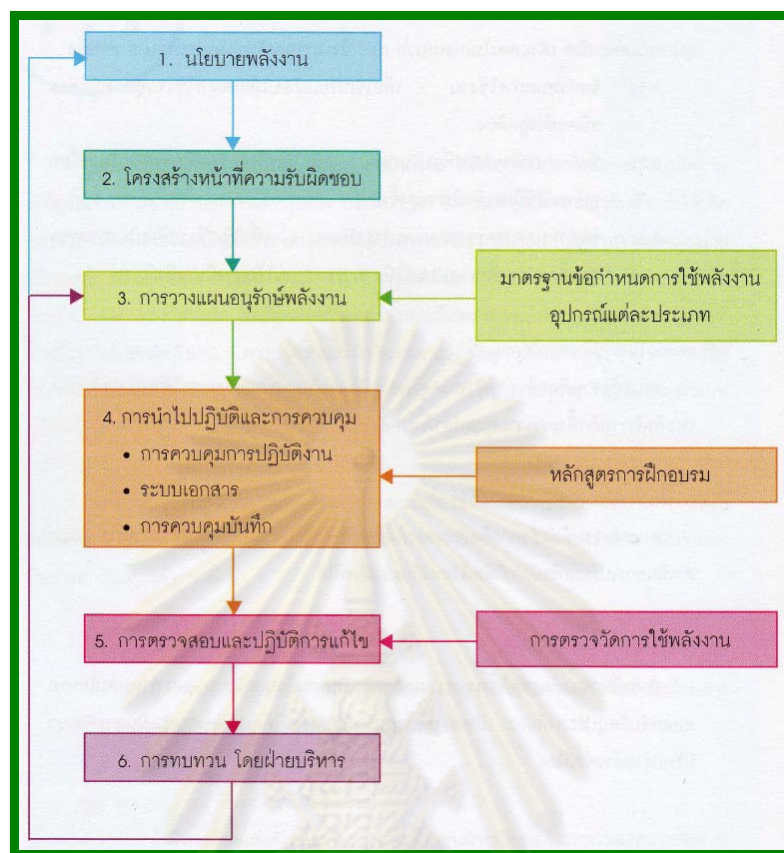 1. นโยบายพลังงาน
2. โครงสร้างหน้าที่ความรับผิดชอบ
3. การวางแผนอนุรักษ์พลังงาน
มาตรฐานข้อกำหนดการใช้พลังงาน
อุปกรณ์แต่ละประเภท
4. การนำไปปฏิบัติและการควบคุม
• การควบคุมการปฏิบัติงาน
• ระบบเอกสาร
• การควบคุมบันทึก
หลักสูตรการฝึกอบรม
5. การตรวจสอบและปฏิบัติการแก้ไข
การตรวจวัดการใช้พลังงาน
6. การทบทวน โดยฝ่ายบริหาร